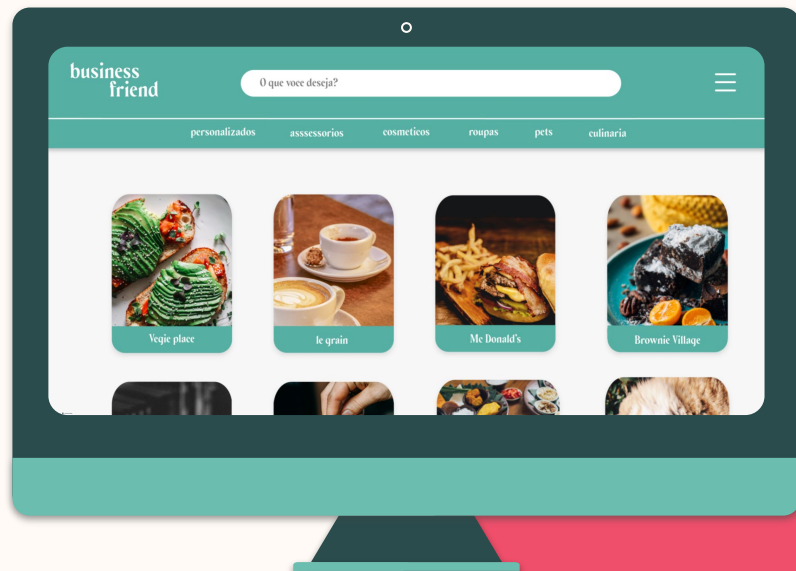 business
friend
O que voce deseja?
personalizados asssessorios cosmeticos roupas pets culinaria
Vegie place le grain Mc Donald's Brownie Village